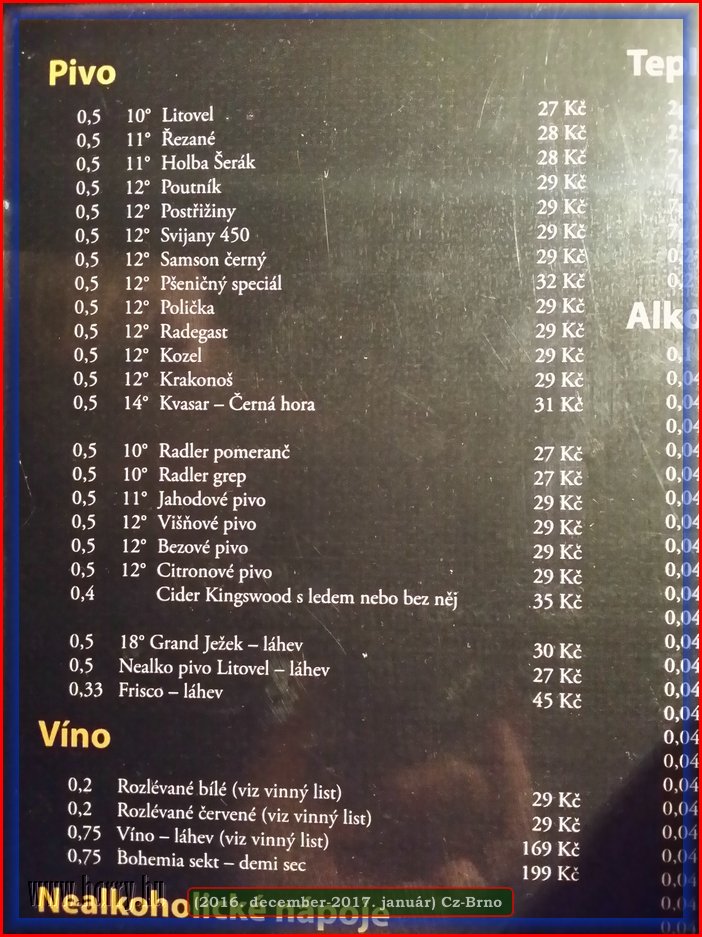 Pivo
0,5 10° Litovel 27 Kč
0,5 11° Řezané 28 Kč
0,5 11° Holba Šerák 28 Kč
0,5 12° Poutník 29 Kč
0,5 12° Postřižiny 29 Kč
0,5 12° Svijany 450 29 Kč
0,5 12° Samson černý 29 Kč
0,5 12° Pšeničný speciál 32 Kč
0,5 12° Polička 29 Kč
0,5 12° Radegast 29 Kč
0,5 12° Kozel 29 Kč
0,5 12° Krakonoš 29 Kč
0,5 14° Kvasar – Černá hora 31 Kč
0,5 10° Radler pomeranč 27 Kč
0,5 10° Radler grep 27 Kč
0,5 11° Jahodové pivo 29 Kč
0,5 12° Višňové pivo 29 Kč
0,5 12° Bezové pivo 29 Kč
0,5 12° Citronové pivo 29 Kč
0,4 Cider Kingswood s ledem nebo bez něj 35 Kč
0,5 18° Grand Ježek – láhev 30 Kč
0,5 Nealko pivo Litovel – láhev 27 Kč
0,33 Frisco – láhev 45 Kč
Víno
0,2 Rozlévané bílé (viz vinný list) 29 Kč
0,2 Rozlévané červené (viz vinný list) 29 Kč
0,75 Víno – láhev (viz vinný list) 169 Kč
0,75 Bohemia sekt – demi sec 199 Kč
Nealkoholické nápoje
(2016. december-2017. január) Cz-Brno